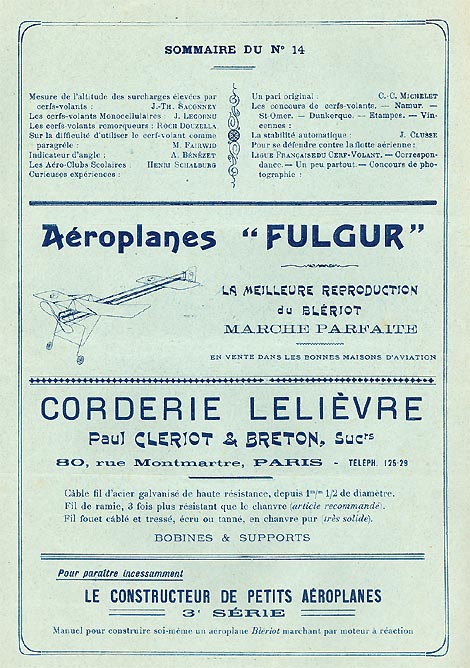 SOMMAIRE DU Nº 14
Mesure de l'altitude des surcharges élevées par
cerfs-volants : J.-Th. SACONNEY
Les cerfs-volants Monocellulaires : J. LECORNU
Les cerfs-volants remorqueurs : ROCH DOUZELLA
Sur la difficulté d'utiliser le cerf-volant comme
paragrêle : M. FAIRWID
Indicateur d'angle : A. BÉNÉZET
Les Aéro-Clubs Scolaires : HENRI SCHALBURG
Curieuses expériences :
Un pari original : C.-C. MICHELET
Les concours de cerfs-volants. — Namur. —
St-Omer. — Dunkerque. — Etampes. — Vin-
cennes :
La stabilité automatique : J. CLUSSE
Pour se défendre contre la flotte aérienne :
LIGUE FRANÇAISE DU CERF-VOLANT. — Correspon-
dance. — Un peu partout. — Concours de pho-
tographie :
Aéroplanes "FULGUR"
LA MEILLEURE REPRODUCTION
du BLÉRIOT
MARCHE PARFAITE
EN VENTE DANS LES BONNES MAISONS D'AVIATION
CORDERIE LELIÈVRE
Paul CLERIOT & BRETON, Sucrs
80, rue Montmartre, PARIS - TÉLÉPH. 125-29
Câble fil d'acier galvanisé de haute résistance, depuis 1m/m 1/2 de diamètre.
Fil de ramie, 3 fois plus résistant que le chanvre (article recommandé).
Fil fouet câblé et tressé, écru ou tanné, en chanvre pur (très solide).
BOBINES & SUPPORTS
Pour paraître incessamment
LE CONSTRUCTEUR DE PETITS AÉROPLANES
3e SÉRIE
Manuel pour construire soi-même un aeroplane Blériot marchant par moteur à réaction